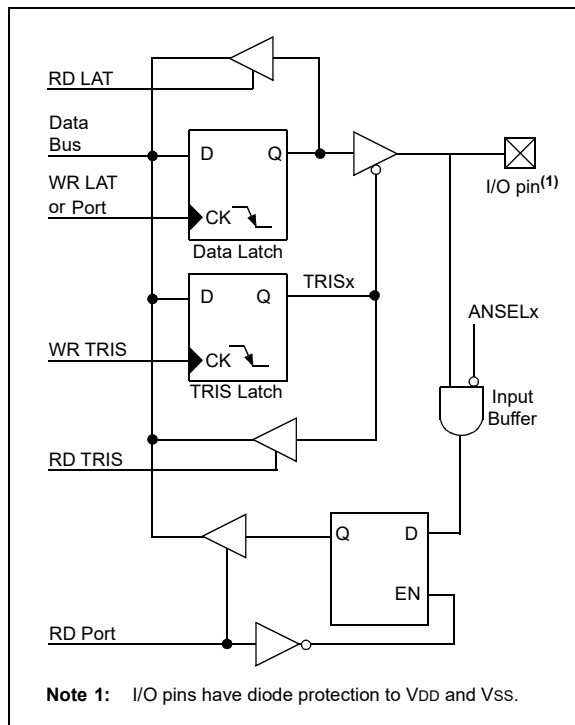 RD LAT
Data
Bus
D Q
I/O pin(1)
WR LAT
or Port
CK
Data Latch
TRISx
D Q
ANSELx
WR TRIS
CK
TRIS Latch
Input
Buffer
RD TRIS
Q D
EN
RD Port
Note 1: I/O pins have diode protection to VDD and VSS.